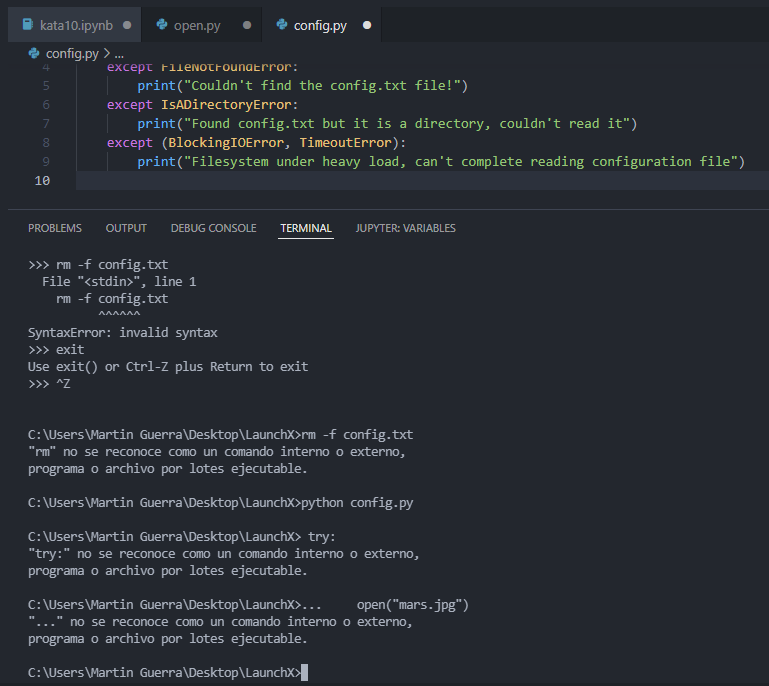 kata10.ipynb
open.py
config.py
config.py > ...
4 except FileNotFoundError:
5 print("Couldn't find the config.txt file!")
6 except IsADirectoryError:
7 print("Found config.txt but it is a directory, couldn't read it")
8 except (BlockingIOError, TimeoutError):
9 print("Filesystem under heavy load, can't complete reading configuration file")
10
PROBLEMS OUTPUT DEBUG CONSOLE TERMINAL JUPYTER: VARIABLES
>>> rm -f config.txt
File "<stdin>", line 1
rm -f config.txt
^^^^^^
SyntaxError: invalid syntax
>>> exit
Use exit() or Ctrl-Z plus Return to exit
>>> ^Z
C:\Users\Martin Guerra\Desktop\LaunchX>rm -f config.txt
"rm" no se reconoce como un comando interno o externo,
programa o archivo por lotes ejecutable.
C:\Users\Martin Guerra\Desktop\LaunchX>python config.py
C:\Users\Martin Guerra\Desktop\LaunchX> try:
"try:" no se reconoce como un comando interno o externo,
programa o archivo por lotes ejecutable.
C:\Users\Martin Guerra\Desktop\LaunchX>...     open("mars.jpg")
"..." no se reconoce como un comando interno o externo,
programa o archivo por lotes ejecutable.
C:\Users\Martin Guerra\Desktop\LaunchX>